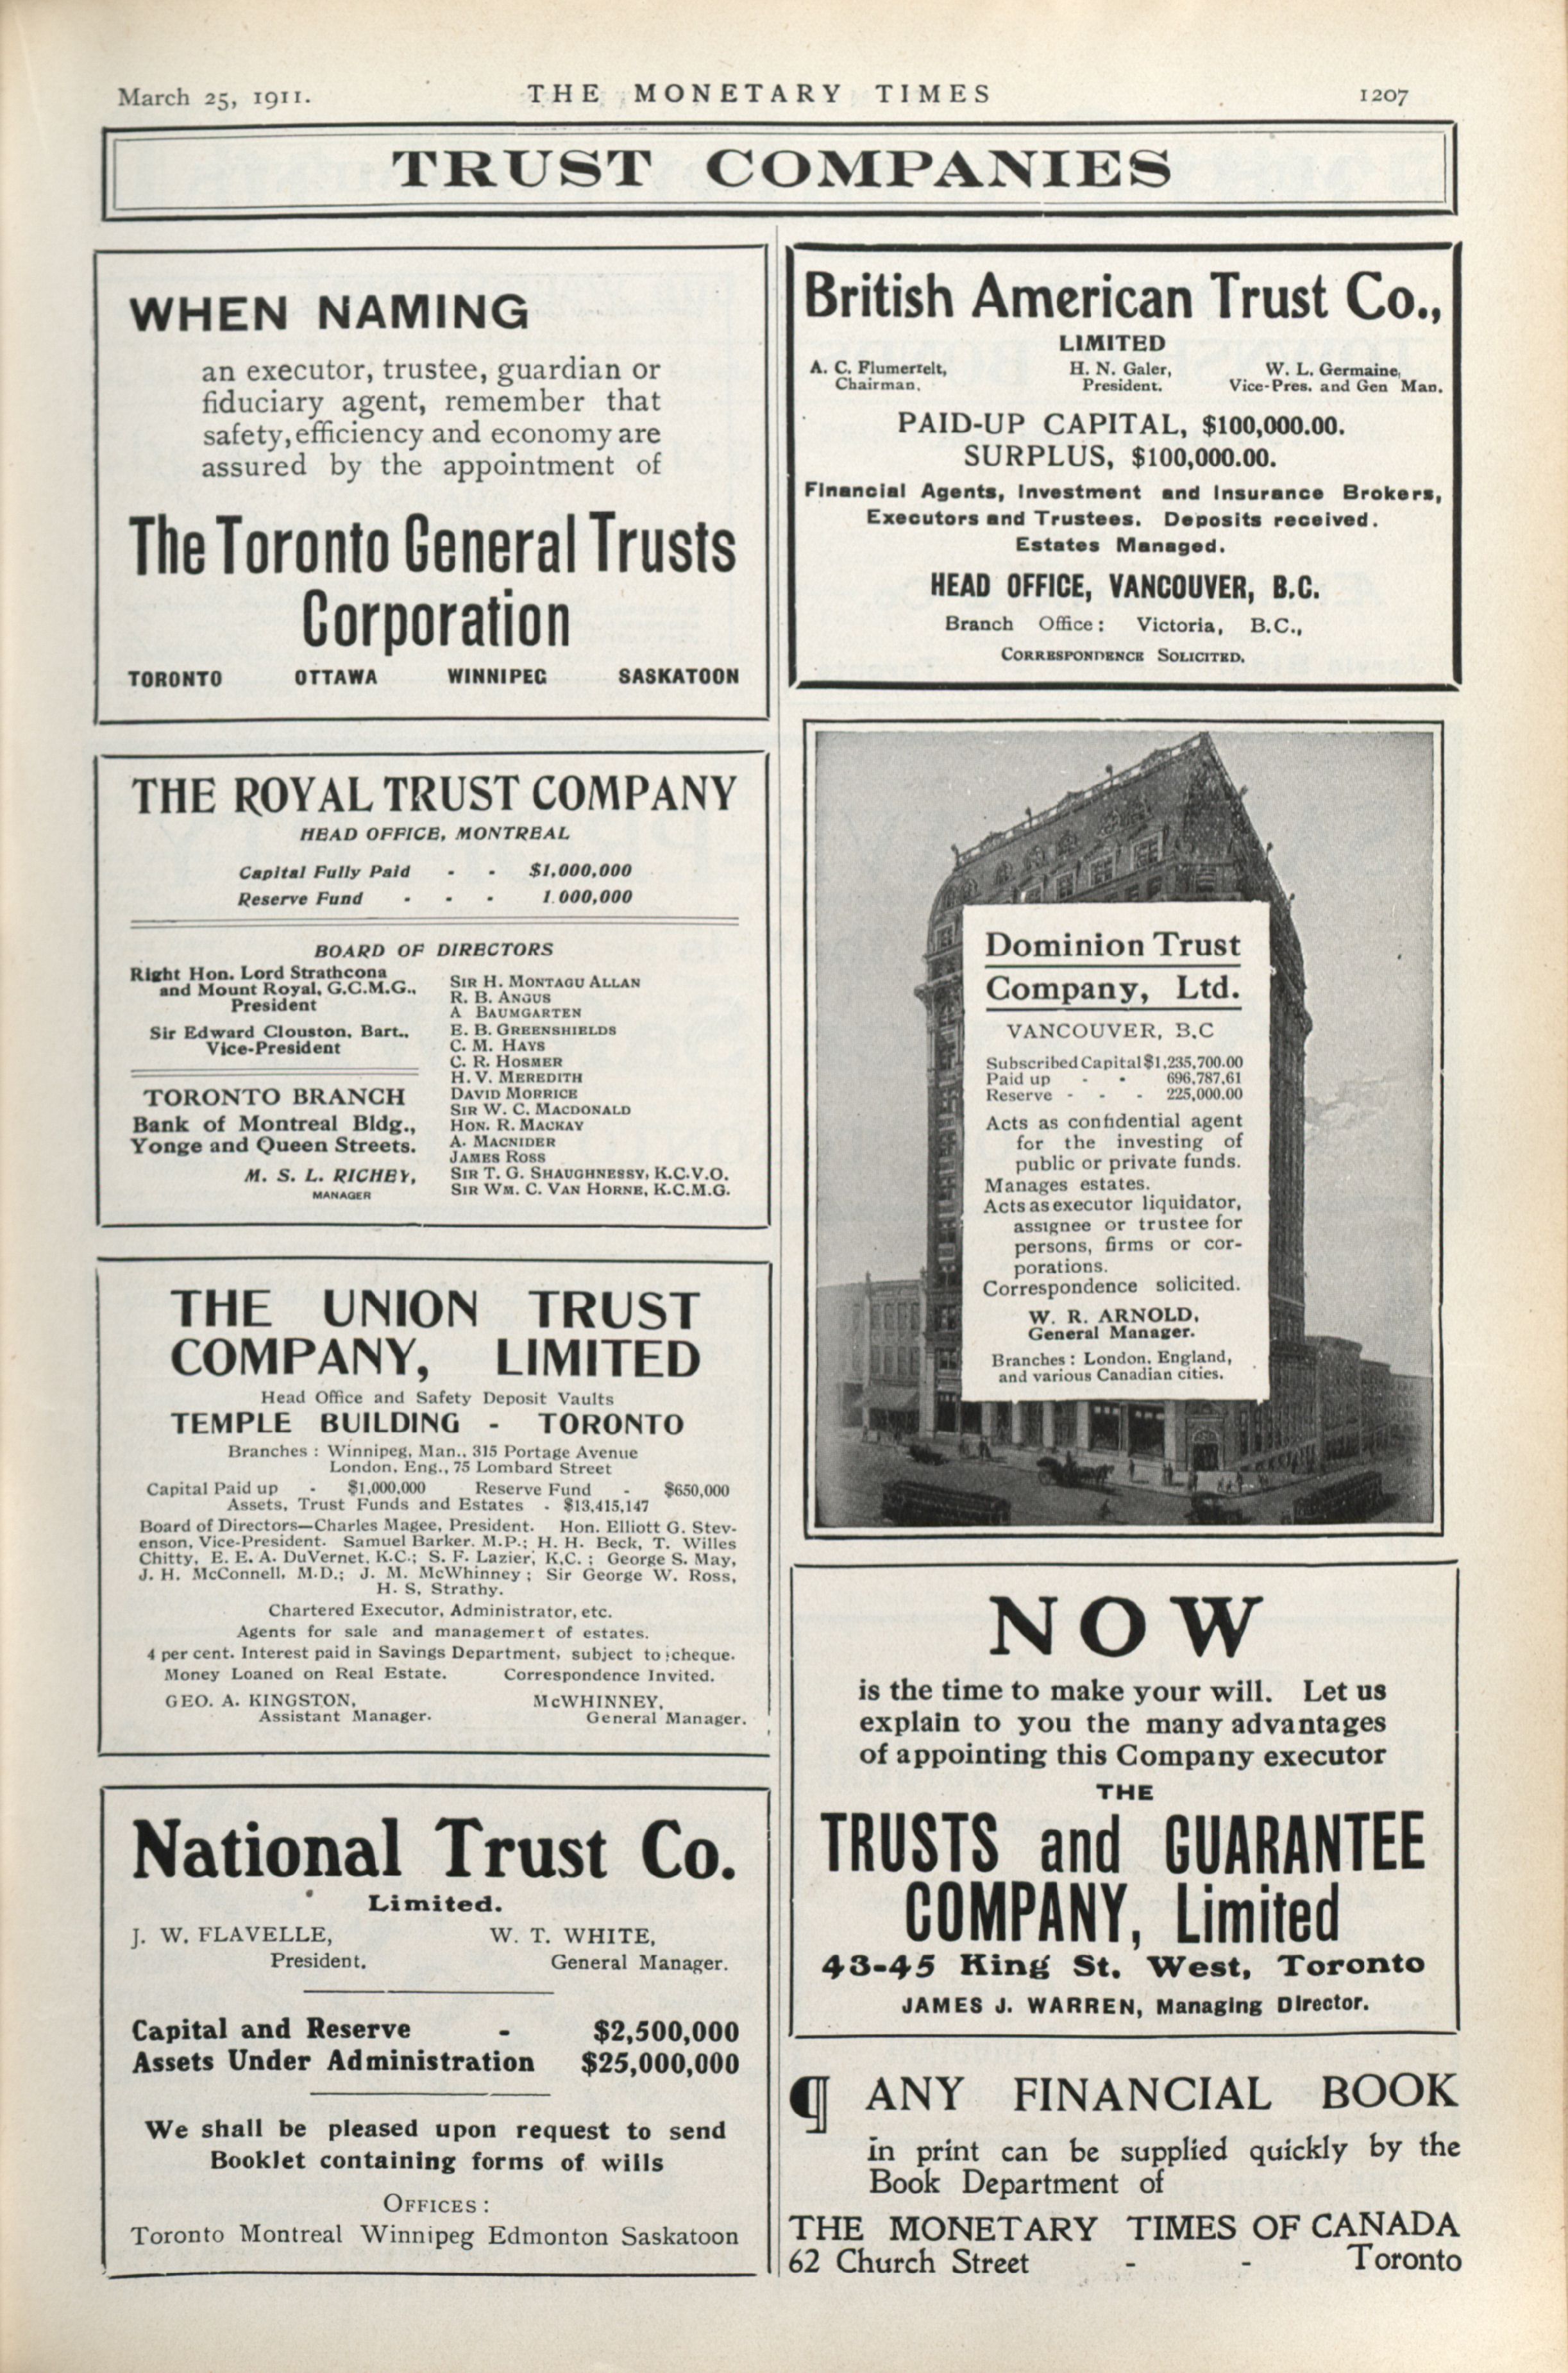 March 25, 1911.
THE MONETARY TIMES
1207
TRUST COMPANIES
WHEN NAMING
an executor, trustee, guardian or
fiduciary agent, remember that
safety, efficiency and economy are
assured by the appointment of
The Toronto General Trusts
Corporation
TORONTO OTTAWA WINNIPEG SASKATOON
THE ROYAL TRUST COMPANY
HEAD OFFICE, MONTREAL
Capital Fully Paid - - $1,000,000
Reserve Fund - - - 1 000,000
BOARD OF DIRECTORS
Right Hon. Lord Strathcona
and Mount Royal, G.C.M.G.,
President
Sir Edward Clouston, Bart.,
Vice-President
TORONTO BRANCH
Bank of Montreal Bldg.,
Yonge and Queen Streets.
M. S. L. RICHEY,
MANAGER
SIR H. MONTAGU ALLAN
R. B. ANGUS
A BAUMGARTEN
E. B. GREENSHIELDS
C. M. HAYS
C. R. HOSMER
H. V. MEREDITH
DAVID MORRICE
SIR W. C. MACDONALD
HON. R. MACKAY
A. MACNIDER
JAMES ROSS
SIR T. G. SHAUGHNESSY, K.C.V.O.
SIR WM. C. VAN HORNE, K.C.M.G.
THE UNION TRUST
COMPANY, LIMITED
Head Office and Safety Deposit Vaults
TEMPLE BUILDING - TORONTO
Branches : Winnipeg, Man., 315 Portage Avenue
London, Eng., 75 Lombard Street
Capital Paid up - $1,000,000 Reserve Fund - $650,000
Assets, Trust Funds and Estates - $13,415,147
Board of Directors—Charles Magee, President. Hon. Elliott G. Stev-
enson, Vice-President. Samuel Barker, M.P.; H. H. Beck, T. Willes
Chitty, E. E. A. DuVernet, K.C.; S. F. Lazier, K.C. ; George S. May,
J. H. McConnell, M.D.; J. M. McWhinney ; Sir George W. Ross,
H. S. Strathy.
Chartered Executor, Administrator, etc.
Agents for sale and management of estates.
4 per cent. Interest paid in Savings Department, subject to cheque.
Money Loaned on Real Estate. Correspondence Invited.
GEO. A. KINGSTON, McWHINNEY,
Assistant Manager. General Manager.
National Trust Co.
Limited.
J. W. FLAVELLE, W. T. WHITE,
President. General Manager.
Capital and Reserve - $2,500,000
Assets Under Administration $25,000,000
We shall be pleased upon request to send
Booklet containing forms of wills
OFFICES :
Toronto Montreal Winnipeg Edmonton Saskatoon
British American Trust Co.,
LIMITED
A. C. Flumerfelt, H. N. Galer, W. L. Germaine,
Chairman. President. Vice-Pres. and Gen Man.
PAID-UP CAPITAL, $100,000.00.
SURPLUS, $100,000.00.
Financial Agents, Investment and Insurance Brokers,
Executors and Trustees. Deposits received.
Estates Managed.
HEAD OFFICE, VANCOUVER, B.C.
Branch Office : Victoria, B.C.,
CORRESPONDENCE SOLICITED.
Dominion Trust
Company, Ltd.
VANCOUVER, B.C
Subscribed Capital $1,235,700.00
Paid up - - 696,787.61
Reserve - - - 225,000.00
Acts as confidential agent
for the investing of
public or private funds.
Manages estates.
Acts as executor liquidator,
assignee or trustee for
persons, firms or cor-
porations.
Correspondence solicited.
W. R. ARNOLD,
General Manager.
Branches : London, England,
and various Canadian cities.
NOW
is the time to make your will. Let us
explain to you the many advantages
of appointing this Company executor
THE
TRUSTS and GUARANTEE
COMPANY, Limited
43-45 King St. West, Toronto
JAMES J. WARREN, Managing Director.
¶ ANY FINANCIAL BOOK
in print can be supplied quickly by the
Book Department of
THE MONETARY TIMES OF CANADA
62 Church Street - - Toronto